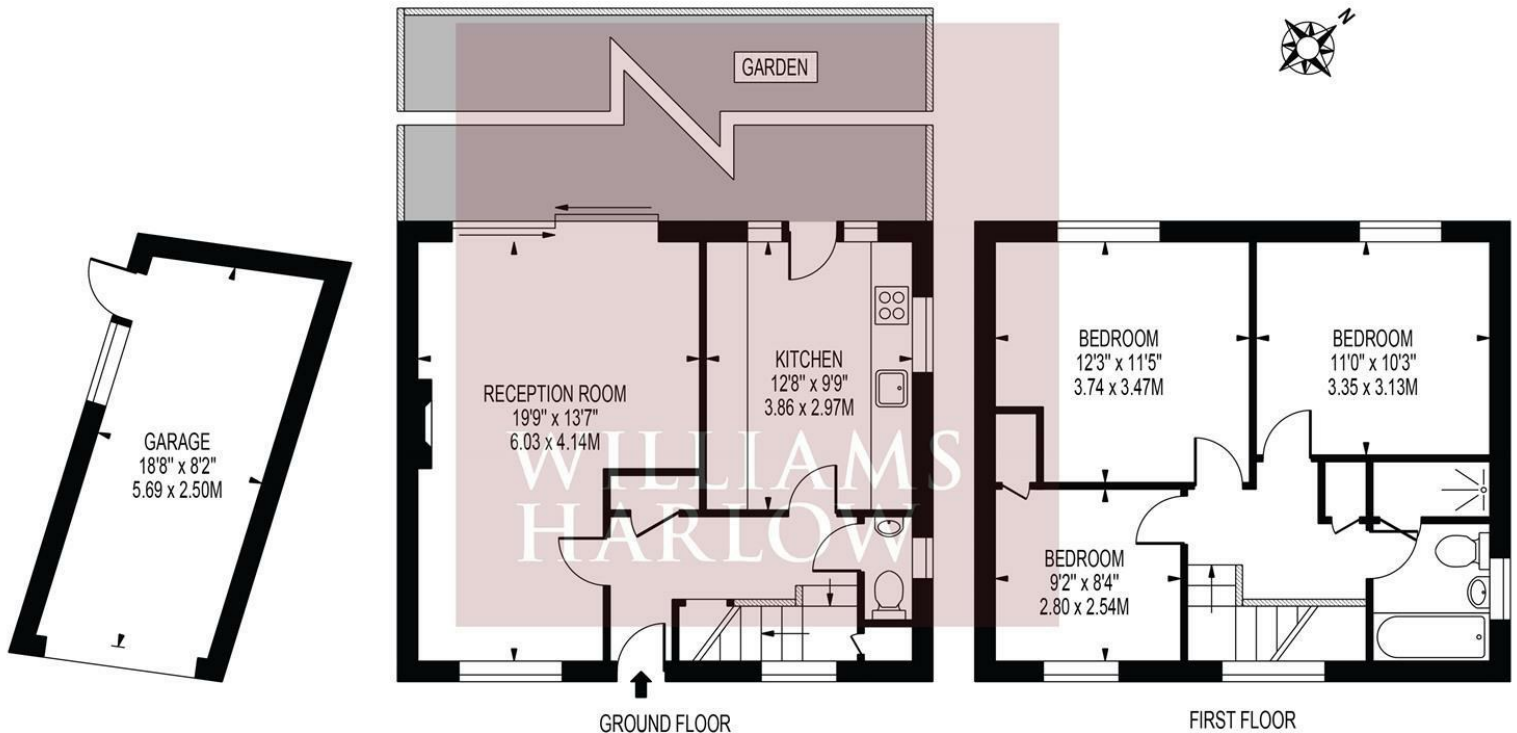 N
GARDEN
GARAGE
18'8" x 8'2"
5.69 x 2.50M
RECEPTION ROOM
19'9" x 13'7"
6.03 x 4.14M
KITCHEN
12'8" x 9'9"
3.86 x 2.97M
BEDROOM
12'3" x 11'5"
3.74 x 3.47M
BEDROOM
11'0" x 10'3"
3.35 x 3.13M
BEDROOM
9'2" x 8'4"
2.80 x 2.54M
WILLIAMS
HARLOW
GROUND FLOOR
FIRST FLOOR